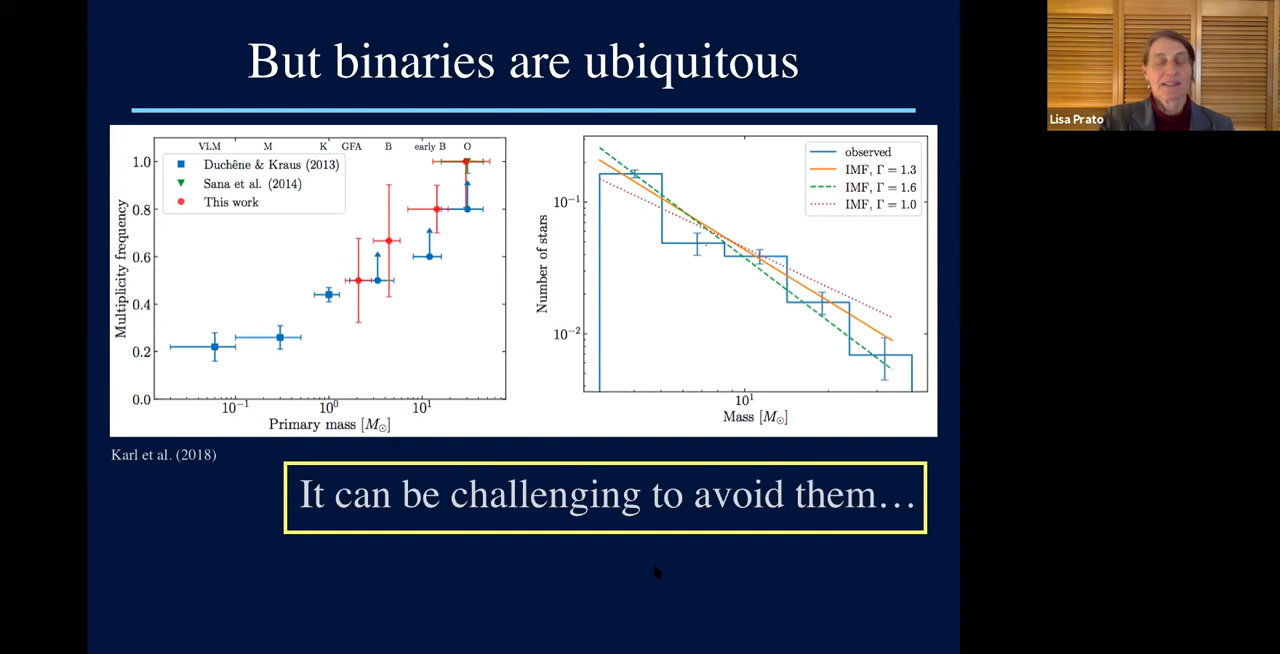 But binaries are ubiquitous
Lisa Prato
VLM M K GFA B early B O
Duchêne & Kraus (2013)
Sana et al. (2014)
This work
Multiplicity frequency
1.0
0.8
0.6
0.4
0.2
0.0
10⁻¹ 10⁰ 10¹
Primary mass [M☉]
observed
IMF, Γ = 1.3
IMF, Γ = 1.6
IMF, Γ = 1.0
Number of stars
10⁻¹
10⁻²
10¹
Mass [M☉]
Karl et al. (2018)
It can be challenging to avoid them…